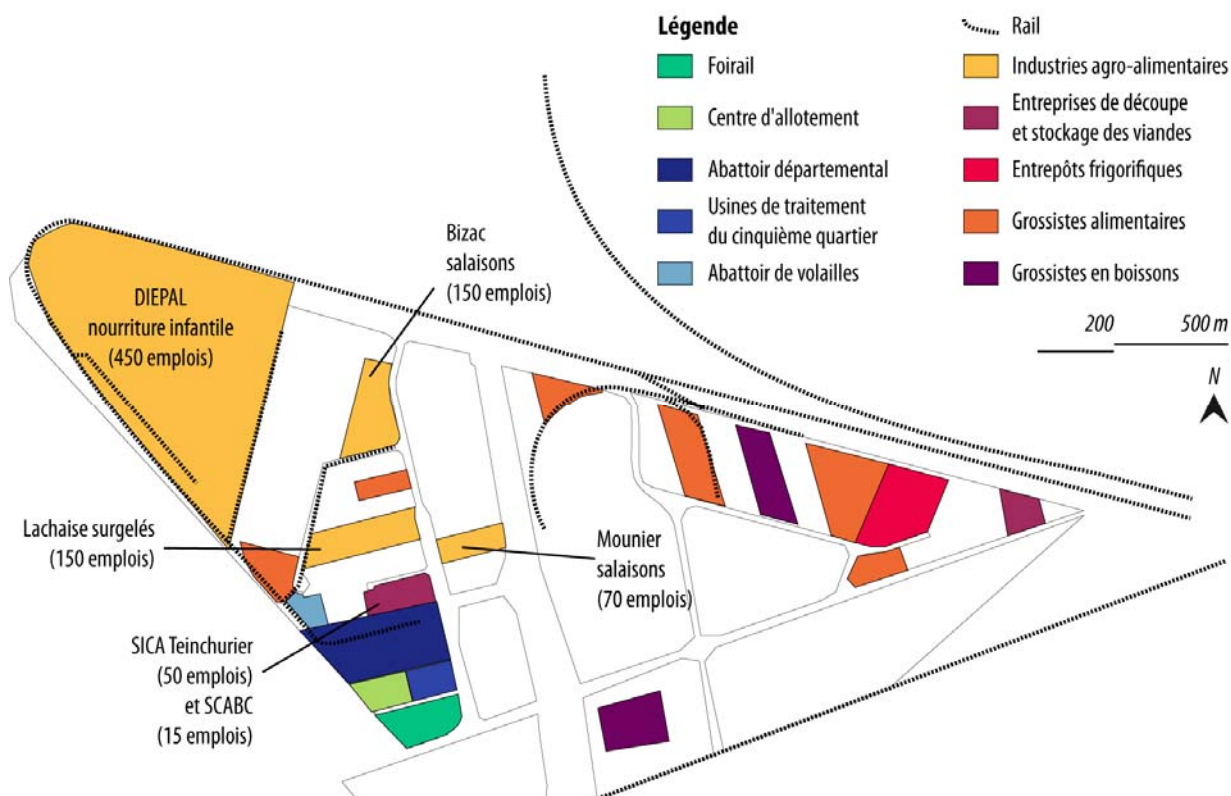 Légende
Foirail
Centre d'allotement
Abattoir départemental
Usines de traitement
du cinquième quartier
Abattoir de volailles
Rail
Industries agro-alimentaires
Entreprises de découpe
et stockage des viandes
Entrepôts frigorifiques
Grossistes alimentaires
Grossistes en boissons
200 500 m
N
Bizac
salaisons
(150 emplois)
DIEPAL
nourriture infantile
(450 emplois)
Lachaise surgelés
(150 emplois)
Mounier
salaisons
(70 emplois)
SICA Teinchurier
(50 emplois)
et SCABC
(15 emplois)